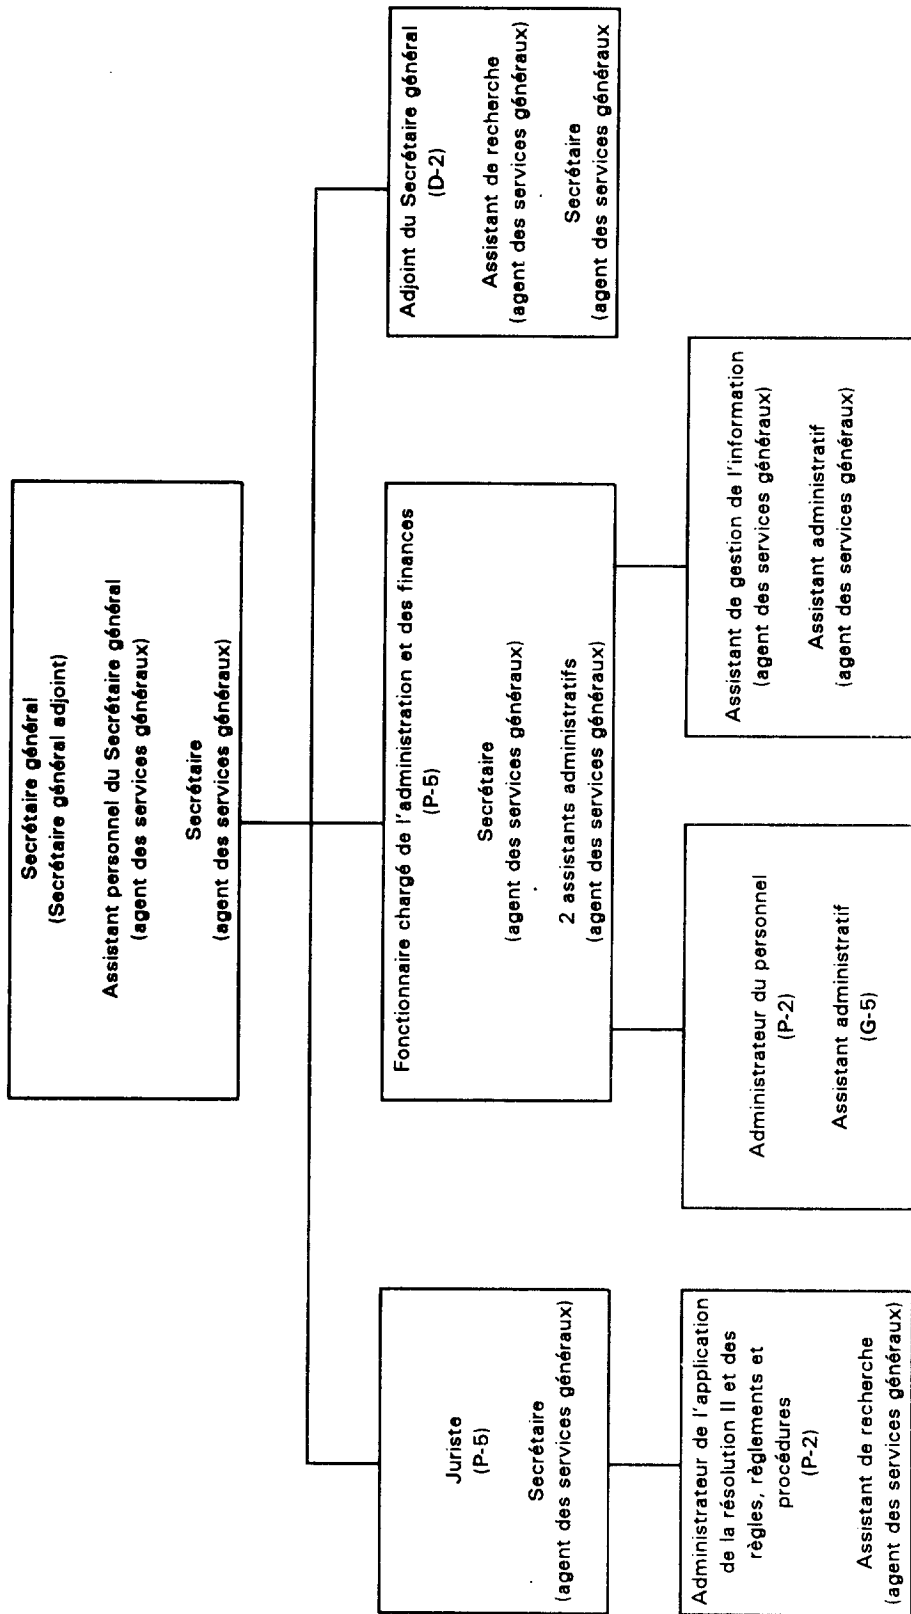 Secrétaire général
(Secrétaire général adjoint)
Assistant personnel du Secrétaire général
(agent des services généraux)
Secrétaire
(agent des services généraux)
Juriste
(P-5)
Secrétaire
(agent des services généraux)
Fonctionnaire chargé de l'administration et des finances
(P-5)
Secrétaire
(agent des services généraux)
2 assistants administratifs
(agent des services généraux)
Adjoint du Secrétaire général
(D-2)
Assistant de recherche
(agent des services généraux)
Secrétaire
(agent des services généraux
Administrateur de l'application
de la résolution II et des
règles, règlements et
procédures
(P-2)
Assistant de recherche
(agent des services généraux)
Administrateur du personnel
(P-2)
Assistant administratif
(G-5)
Assistant de gestion de l'information
(agent des services généraux)
Assistant administratif
(agent des services généraux)